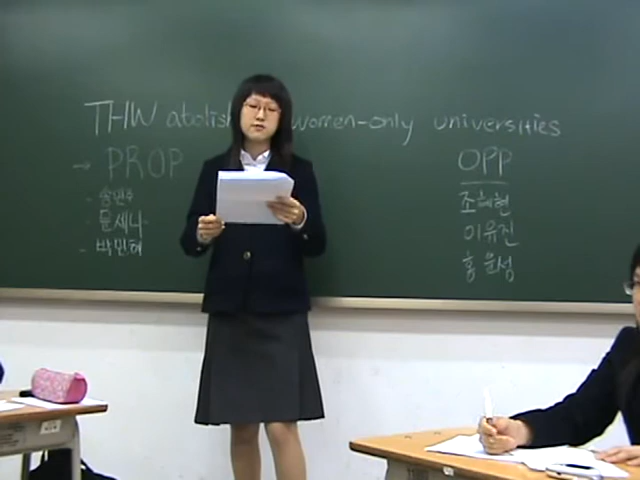 THW abolish women-only universities
→ PROP
- 송민수
- 문세나
- 박민혜
OPP
조혜현
이유진
홍윤성